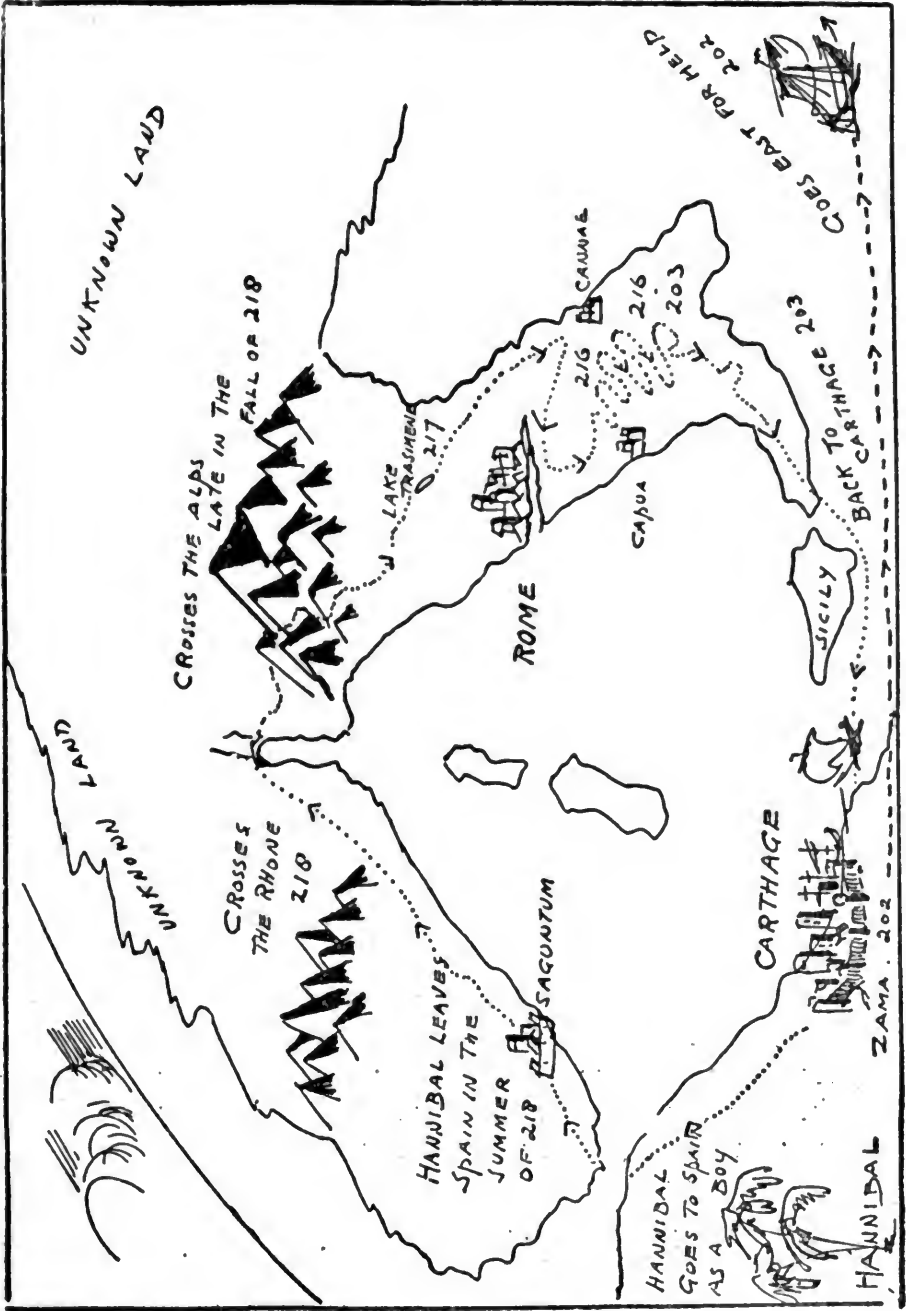 UNKNOWN LAND
CROSSES THE ALPS
LATE IN THE
FALL OF 218
UNKNOWN LAND
CROSSES
THE RHONE
218
LAKE
TRASIMENE
217
HANNIBAL LEAVES
SPAIN IN THE
SUMMER
OF 218
SAGUNTUM
ROME
CANNAE
216
216 -
203
CAPUA
HANNIBAL
GOES TO SPAIN
AS A BOY
CARTHAGE
SICILY
BACK TO
CARTHAGE 203
GOES EAST FOR HELP
202
HANNIBAL
ZAMA . 202